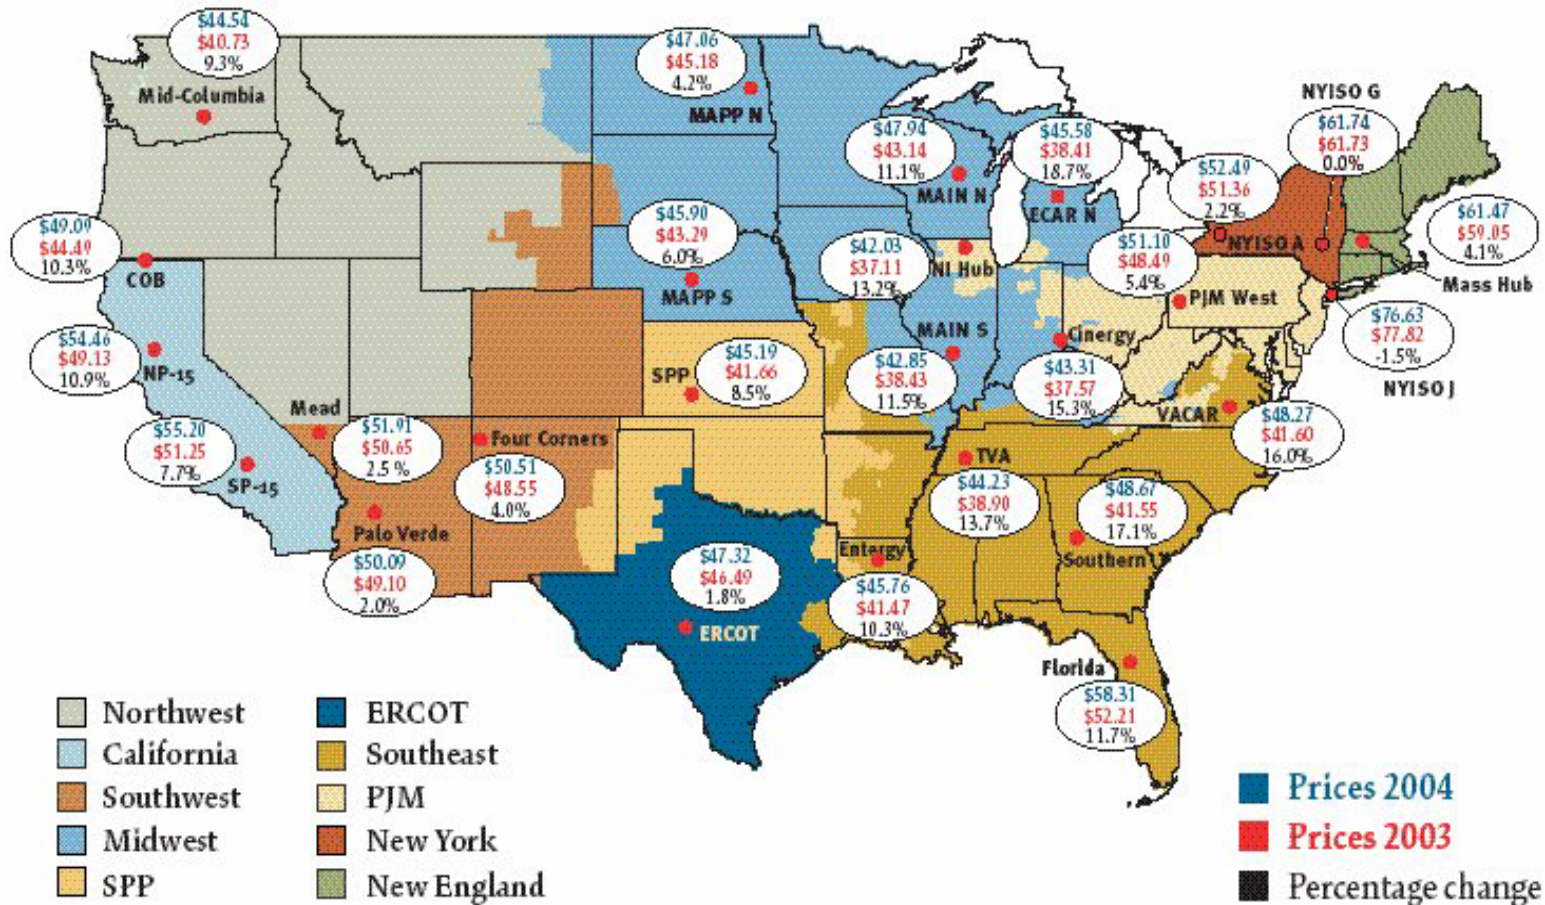 $44.54
$40.73
9.3%
Mid-Columbia
$47.06
$45.18
4.2%
MAPP N
$47.94
$43.14
11.1%
MAIN N
$45.58
$38.41
18.7%
ECAR N
NYISO G
$61.74
$61.73
0.0%
$52.49
$51.36
2.2%
NYISO A
$61.47
$59.05
4.1%
Mass Hub
$49.09
$44.49
10.3%
COB
$45.90
$43.29
6.0%
MAPP S
$42.03
$37.11
13.2%
NI Hub
$51.10
$48.49
5.4%
PJM West
$76.63
$77.82
-1.5%
NYISO J
$54.46
$49.13
10.9%
NP-15
MAIN S
$42.85
$38.43
11.5%
Cinergy
$43.31
$37.57
15.3%
SPP
$45.19
$41.66
8.5%
VACAR
$48.27
$41.60
16.0%
Mead
$51.91
$50.65
2.5 %
Four Corners
$50.51
$48.55
4.0%
$55.20
$51.25
7.7%
SP-15
TVA
$44.23
$38.90
13.7%
$48.67
$41.55
17.1%
Southern
Palo Verde
$50.09
$49.10
2.0%
$47.32
$46.49
1.8%
ERCOT
Entergy
$45.76
$41.47
10.3%
Florida
$58.31
$52.21
11.7%
Northwest
California
Southwest
Midwest
SPP
ERCOT
Southeast
PJM
New York
New England
Prices 2004
Prices 2003
Percentage change